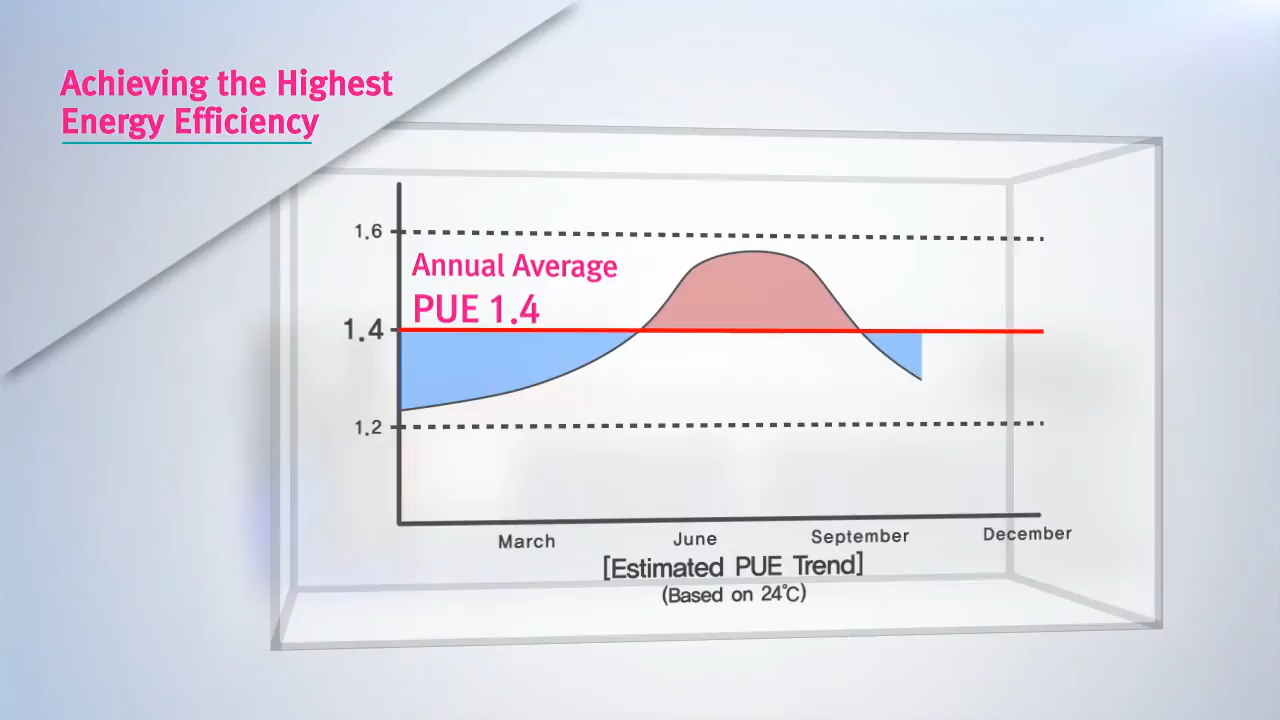 Achieving the Highest
Energy Efficiency
1.6
Annual Average
PUE 1.4
1.4
1.2
March June September December
[Estimated PUE Trend]
(Based on 24℃)